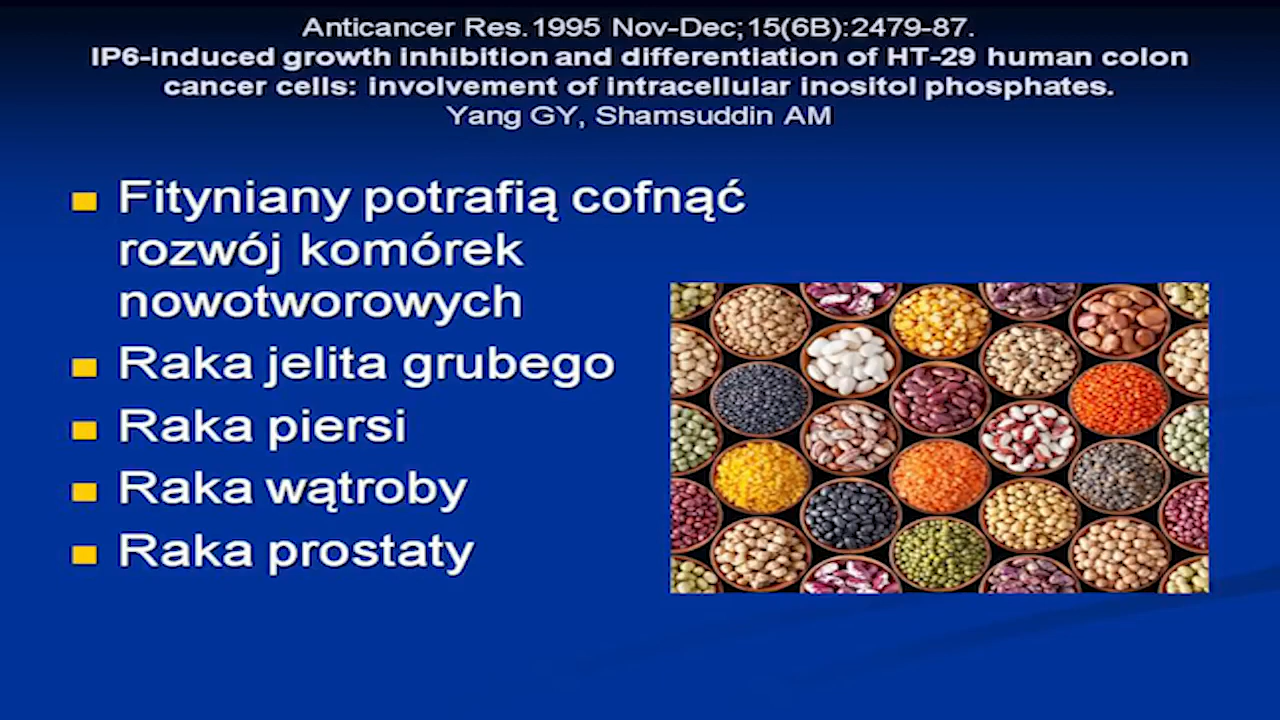 Anticancer Res.1995 Nov-Dec;15(6B):2479-87.
IP6-induced growth inhibition and differentiation of HT-29 human colon
cancer cells: involvement of intracellular inositol phosphates.
Yang GY, Shamsuddin AM
Fityniany potrafią cofnąć
rozwój komórek
nowotworowych
Raka jelita grubego
Raka piersi
Raka wątroby
Raka prostaty